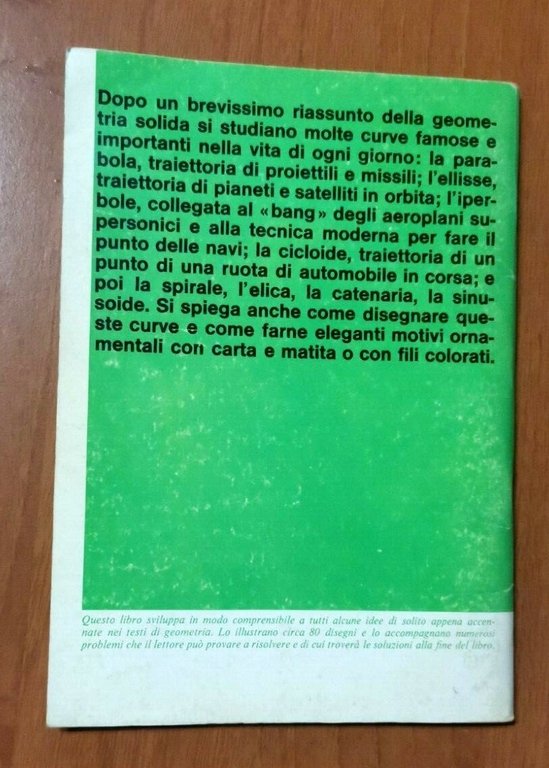 Dopo un brevissimo riassunto della geome-
tria solida si studiano molte curve famose e
importanti nella vita di ogni giorno: la para-
bola, traiettoria di proiettili e missili; l'ellisse,
traiettoria di pianeti e satelliti in orbita; l'iper-
bole, collegata al «bang» degli aeroplani su-
personici e alla tecnica moderna per fare il
punto delle navi; la cicloide, traiettoria di un
punto di una ruota di automobile in corsa; e
poi la spirale, l'elica, la catenaria, la sinu-
soide. Si spiega anche come disegnare que-
ste curve e come farne eleganti motivi orna-
mentali con carta e matita o con fili colorati.
Questo libro sviluppa in modo comprensibile a tutti alcune idee di solito appena accen-
nate nei testi di geometria. Lo illustrano circa 80 disegni e lo accompagnano numerosi
problemi che il lettore può provare a risolvere e di cui troverà le soluzioni alla fine del libro.